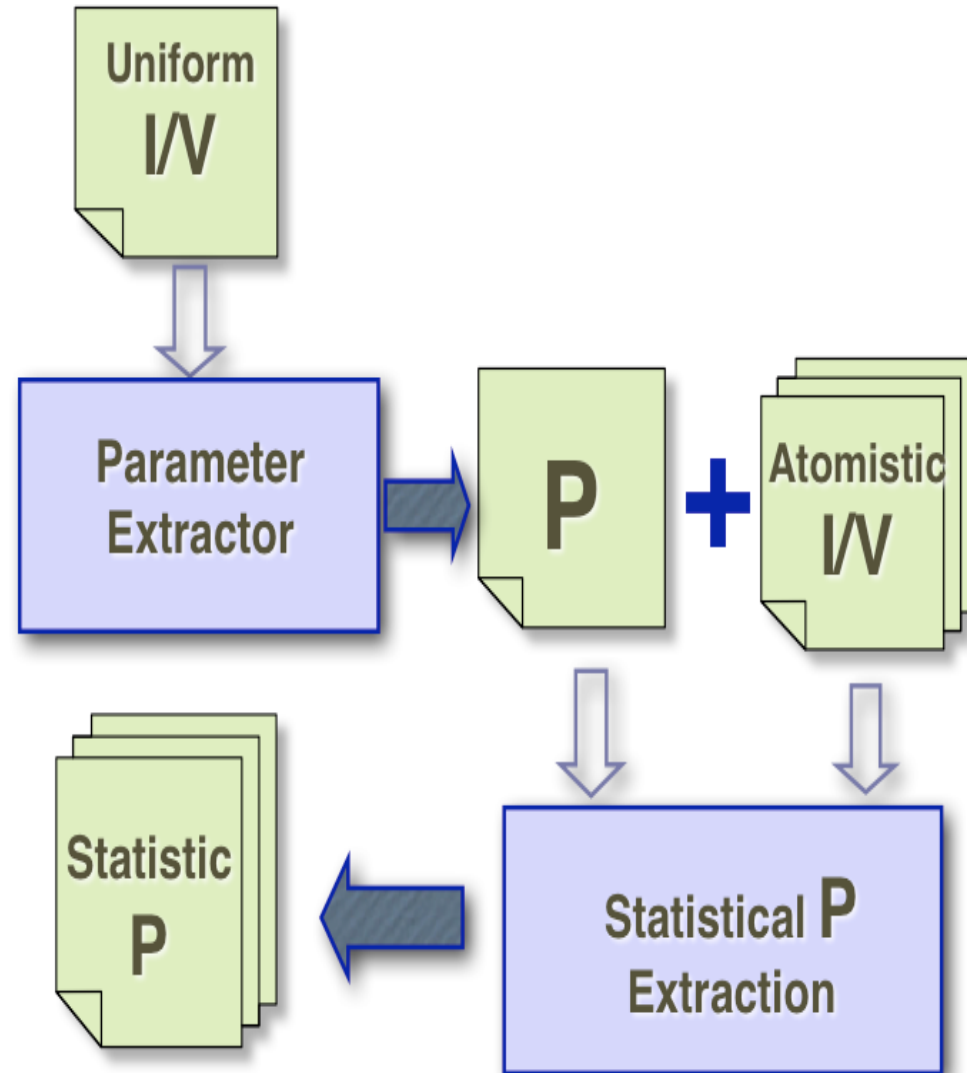 Uniform
I/V
Parameter
Extractor
P
+
Atomistic
I/V
Statistic
P
Statistical P
Extraction